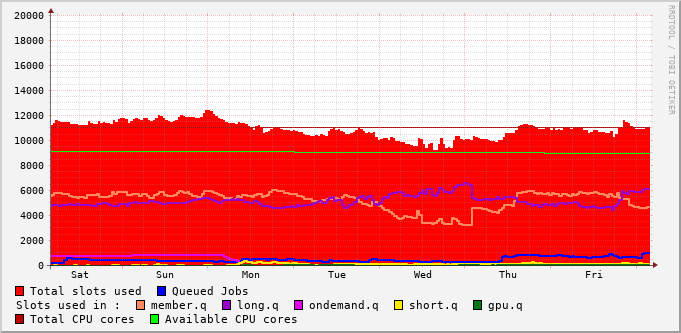 RRDTOOL / TOBI OETIKER
20000
18000
16000
14000
12000
10000
8000
6000
4000
2000
0
Sat Sun Mon Tue Wed Thu Fri
Total slots used Queued Jobs
Slots used in : member.q long.q ondemand.q short.q gpu.q
Total CPU cores Available CPU cores